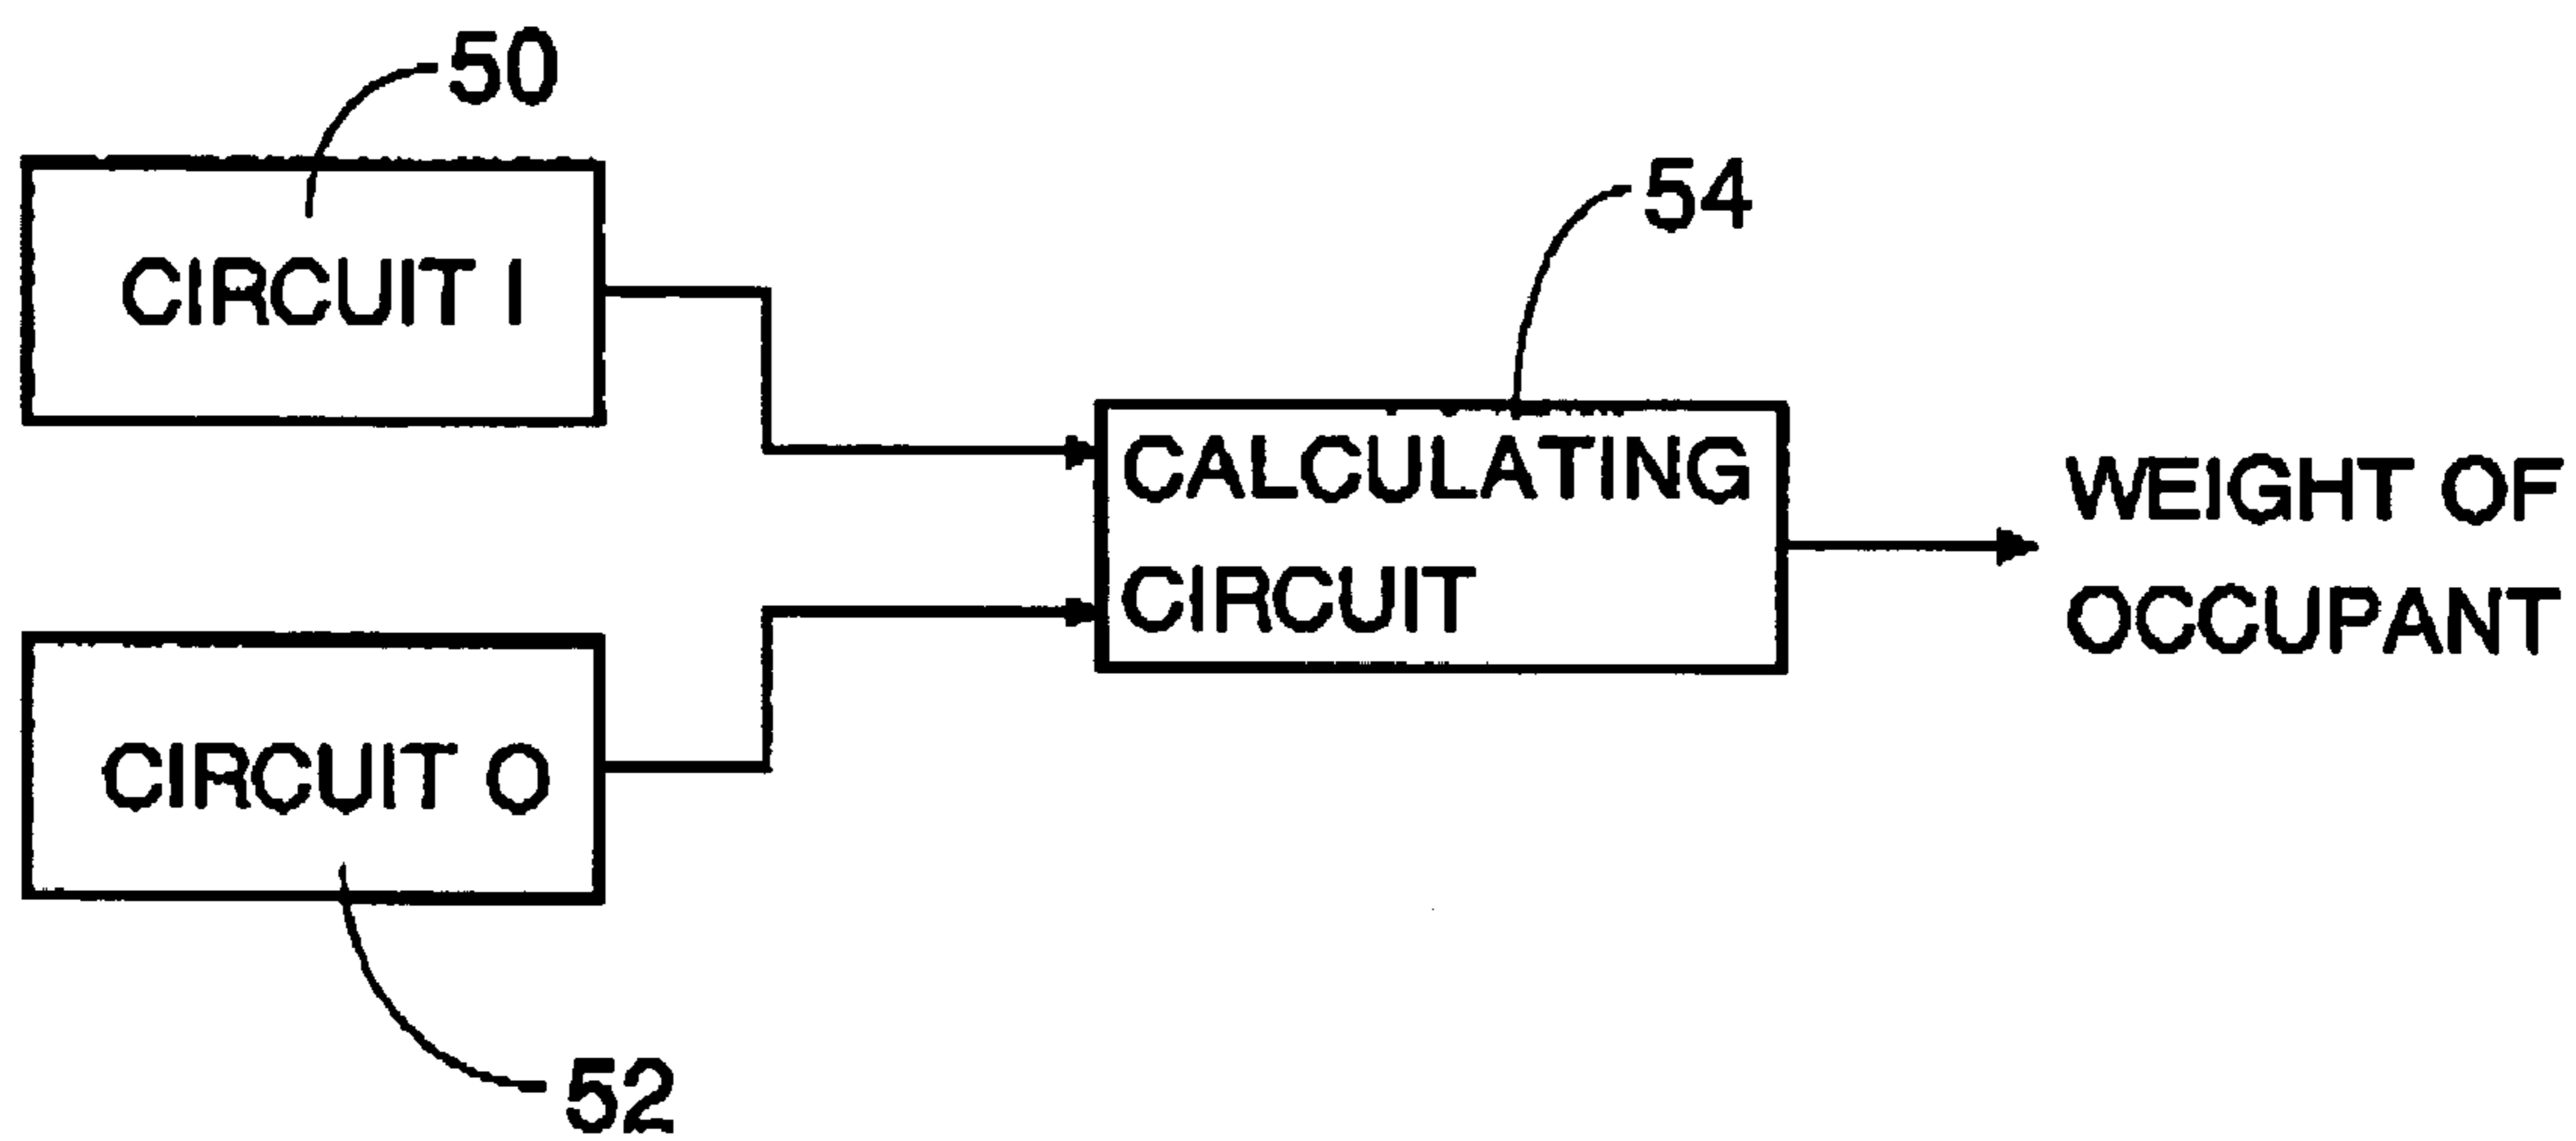 50
CIRCUIT I
54
CALCULATING
CIRCUIT
WEIGHT OF
OCCUPANT
CIRCUIT O
52